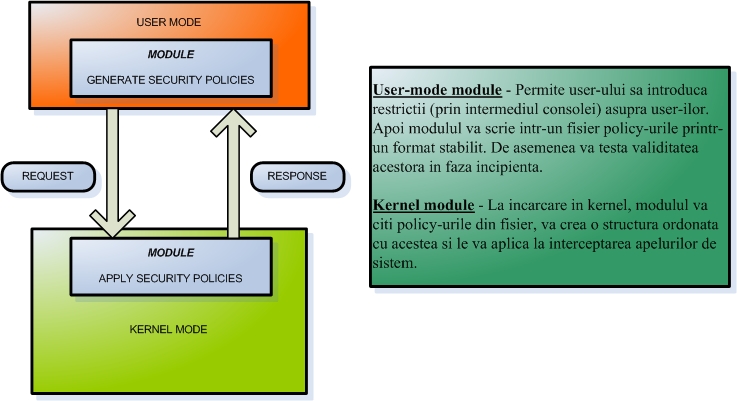 USER MODE
MODULE
GENERATE SECURITY POLICIES
REQUEST
RESPONSE
MODULE
APPLY SECURITY POLICIES
KERNEL MODE
User-mode module - Permite user-ului sa introduca
restrictii (prin intermediul consolei) asupra user-ilor.
Apoi modulul va scrie intr-un fisier policy-urile printr-
un format stabilit. De asemenea va testa validitatea
acestora in faza incipienta.
Kernel module - La incarcare in kernel, modulul va
citi policy-urile din fisier, va crea o structura ordonata
cu acestea si le va aplica la interceptarea apelurilor de
sistem.